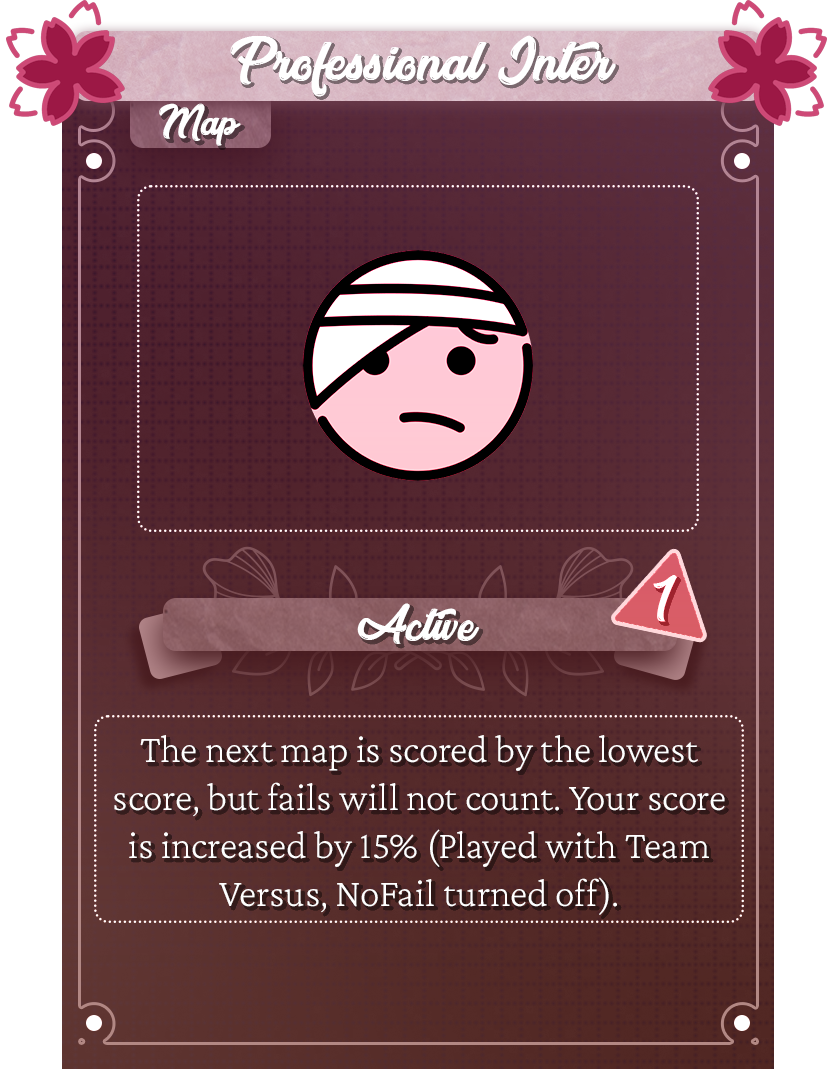 Professional Inter
Map
Active
1
The next map is scored by the lowest
score, but fails will not count. Your score
is increased by 15% (Played with Team
Versus, NoFail turned off).